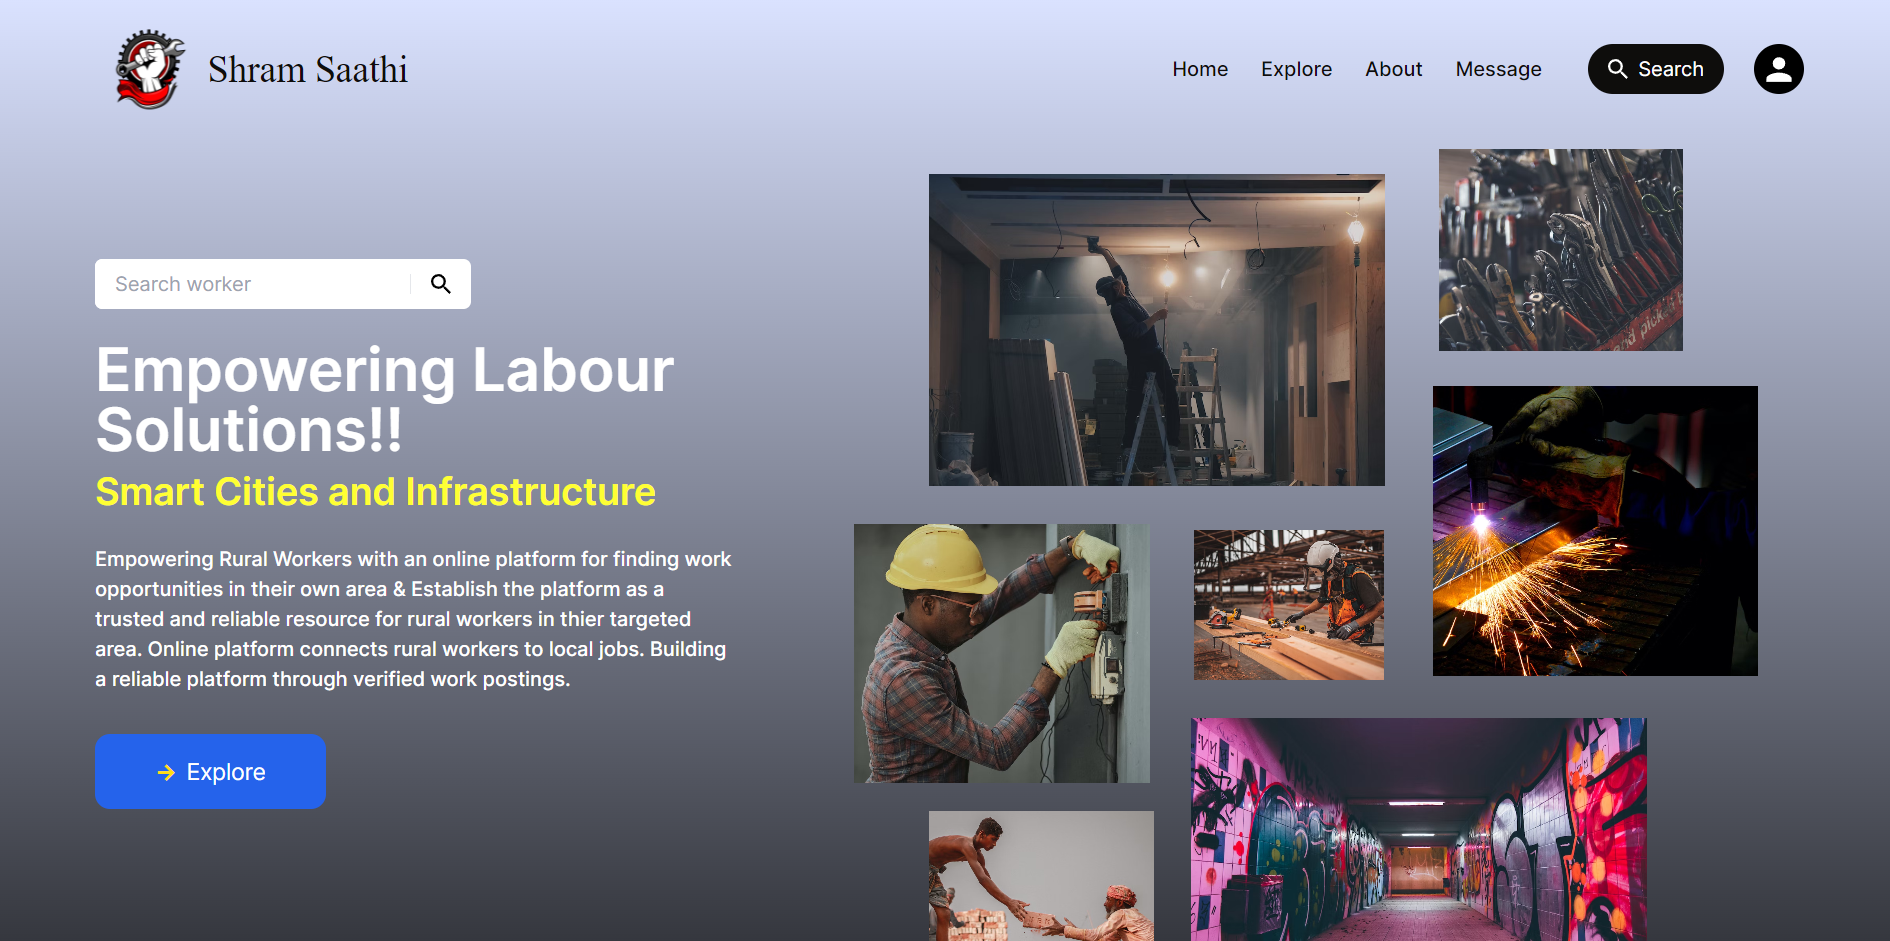 Shram Saathi
Home
Explore
About
Message
Search
Search worker
Empowering Labour
Solutions!!
Smart Cities and Infrastructure
Empowering Rural Workers with an online platform for finding work
opportunities in their own area & Establish the platform as a
trusted and reliable resource for rural workers in thier targeted
area. Online platform connects rural workers to local jobs. Building
a reliable platform through verified work postings.
→ Explore